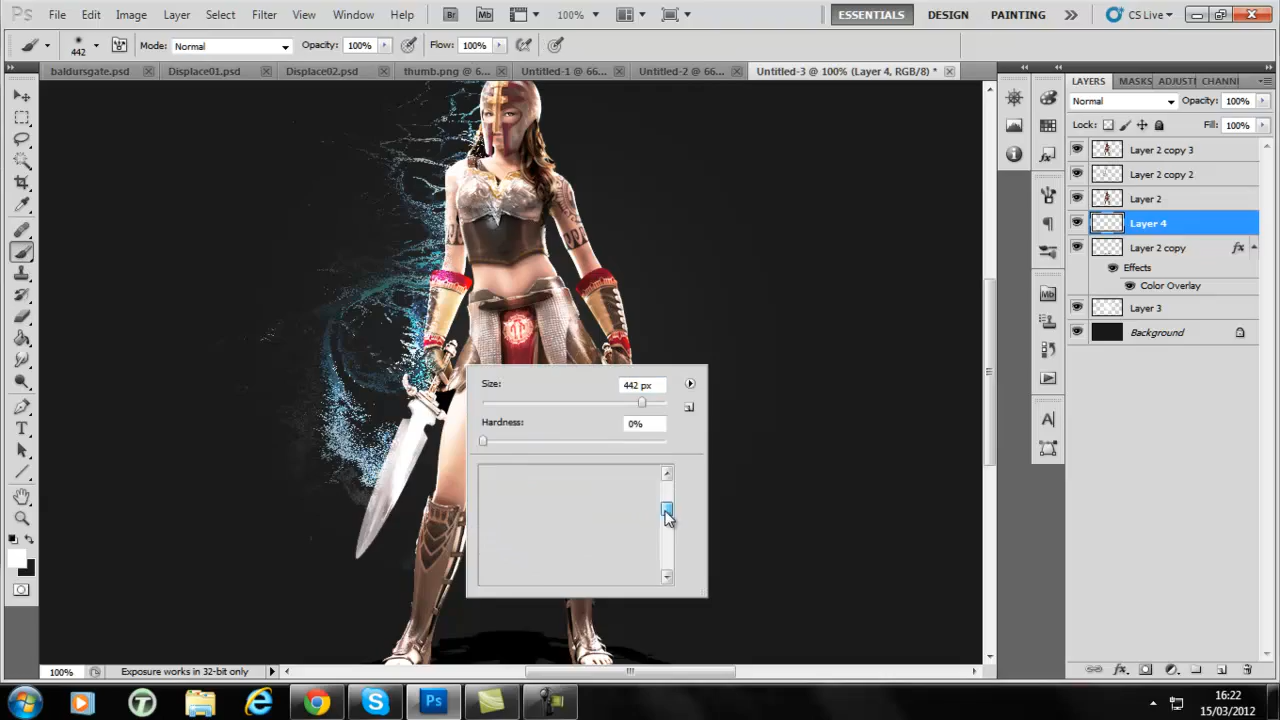 Ps File Edit Image Layer Select Filter View Window Help Br Mb 100% ESSENTIALS DESIGN PAINTING CS Live
442 Mode: Normal Opacity: 100% Flow: 100%
baldursgate.psd Displace01.psd Displace02.psd thumb.png @ 6... Untitled-1 @ 66... Untitled-2 @ 66... Untitled-3 @ 100% (Layer 4, RGB/8) *
LAYERS MASKS ADJUSTI CHANNI
Normal Opacity: 100%
Lock: Fill: 100%
Layer 2 copy 3
Layer 2 copy 2
Layer 2
Layer 4
Layer 2 copy fx
Effects
Color Overlay
Layer 3
Background
Mb
A
T
Size: 442 px
Hardness: 0%
100% Exposure works in 32-bit only
Ps
16:22
15/03/2012